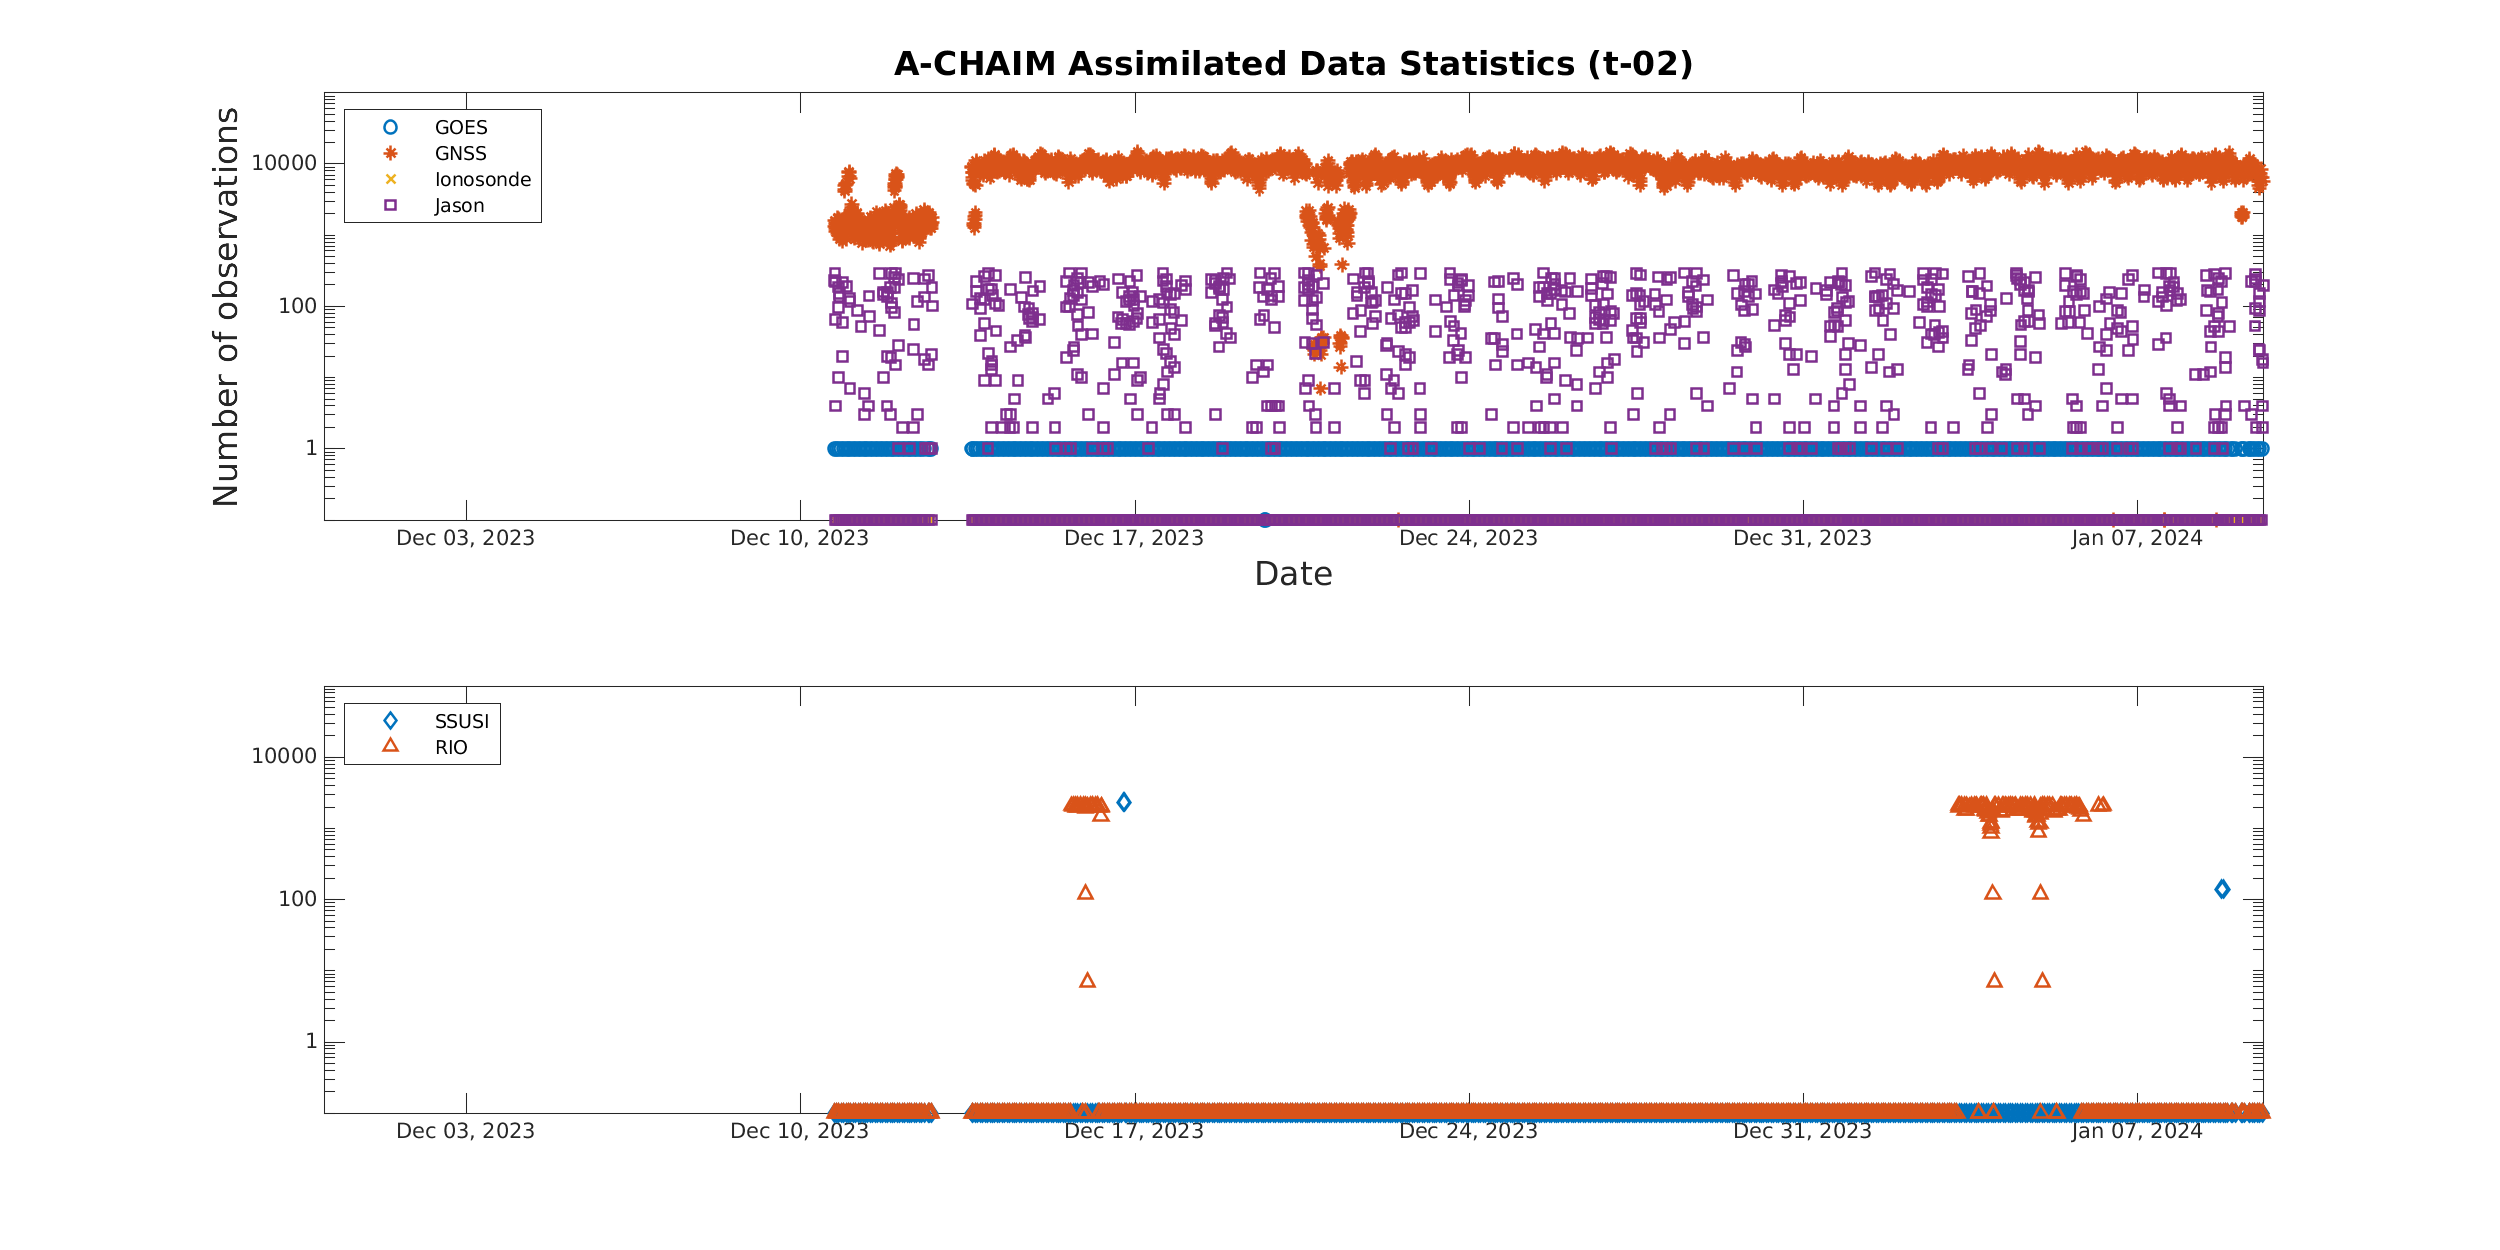 A-CHAIM Assimilated Data Statistics (t-02)
Number of observations
GOES
GNSS
Ionosonde
Jason
10000
100
1
Dec 03, 2023 Dec 10, 2023 Dec 17, 2023 Dec 24, 2023 Dec 31, 2023 Jan 07, 2024
Date
SSUSI
RIO
10000
100
1
Dec 03, 2023 Dec 10, 2023 Dec 17, 2023 Dec 24, 2023 Dec 31, 2023 Jan 07, 2024